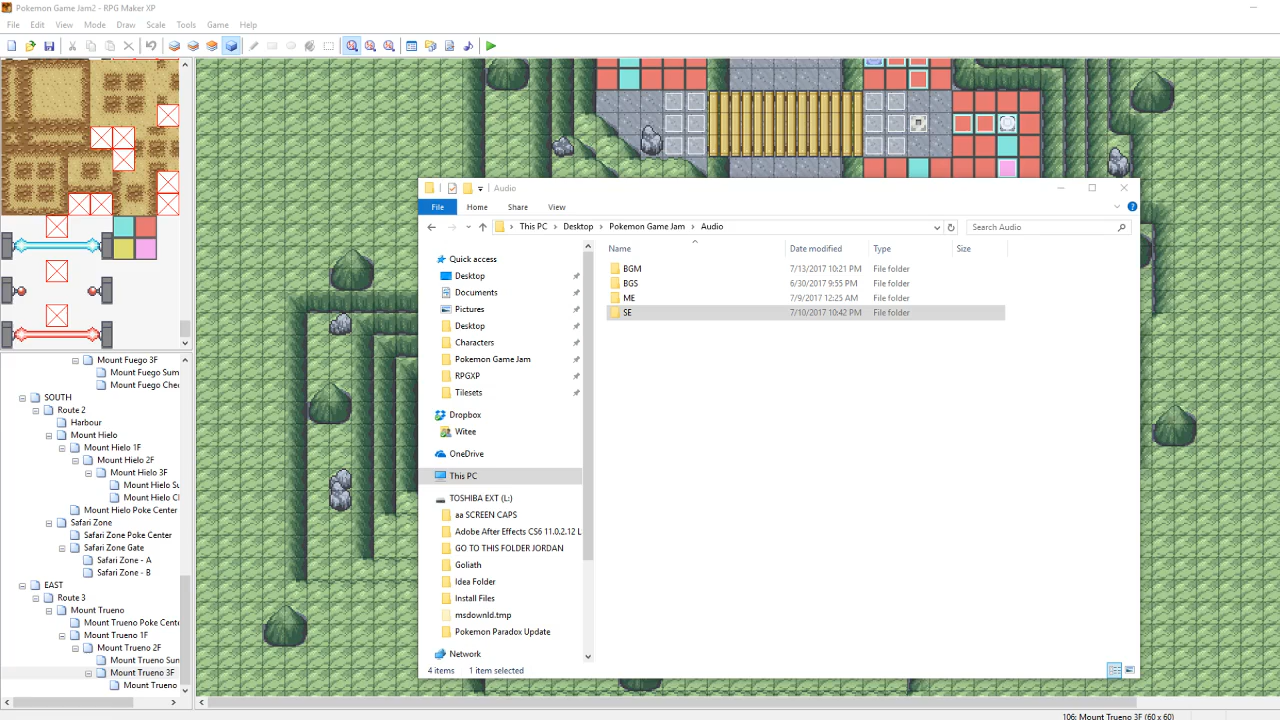 Pokemon Game Jam2 - RPG Maker XP
File Edit View Mode Draw Scale Tools Game Help
Mount Fuego 3F
Mount Fuego Sum
Mount Fuego Che
SOUTH
Route 2
Harbour
Mount Hielo
Mount Hielo 1F
Mount Hielo 2F
Mount Hielo 3F
Mount Hielo Su
Mount Hielo C
Mount Hielo Poke Center
Safari Zone
Safari Zone Poke Center
Safari Zone Gate
Safari Zone - A
Safari Zone - B
EAST
Route 3
Mount Trueno
Mount Trueno Poke Cente
Mount Trueno 1F
Mount Trueno 2F
Mount Trueno Sun
Mount Trueno 3F
Mount Trueno
Audio
File Home Share View
This PC Desktop Pokemon Game Jam Audio
Search Audio
Name Date modified Type Size
BGM 7/13/2017 10:21 PM File folder
BGS 6/30/2017 9:55 PM File folder
ME 7/9/2017 12:25 AM File folder
SE 7/10/2017 10:42 PM File folder
Quick access
Desktop
Documents
Pictures
Desktop
Characters
Pokemon Game Jam
RPGXP
Tilesets
Dropbox
Witee
OneDrive
This PC
TOSHIBA EXT (L:)
aa SCREEN CAPS
Adobe After Effects CS6 11.0.2.12 L
GO TO THIS FOLDER JORDAN
Goliath
Idea Folder
Install Files
msdownld.tmp
Pokemon Paradox Update
Network
4 items 1 item selected
106: Mount Trueno 3F (60 x 60)